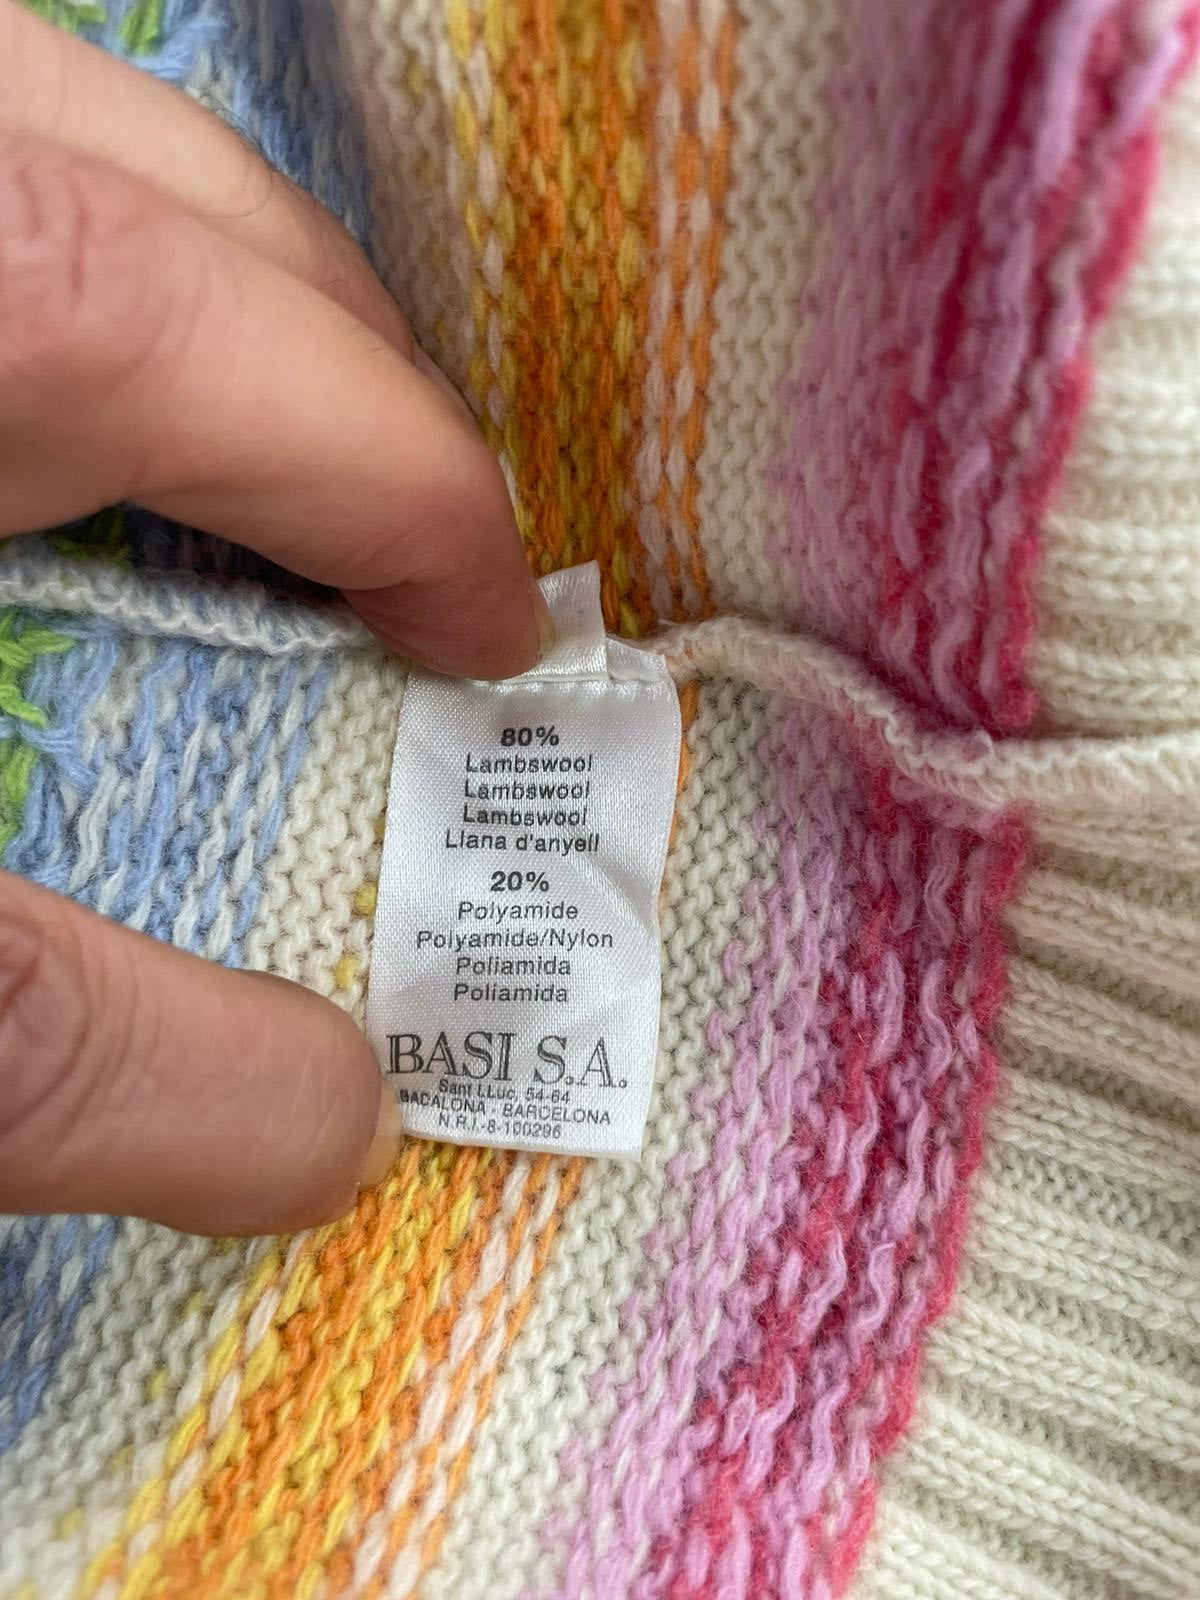 80%
Lambswool
Lambswool
Lambswool
Llana d'anyell
20%
Polyamide
Polyamide/Nylon
Poliamida
Poliamida
BASI S.A.
Sant LLuc, 54-64
BADALONA - BARCELONA
N.R.I.-8-100296